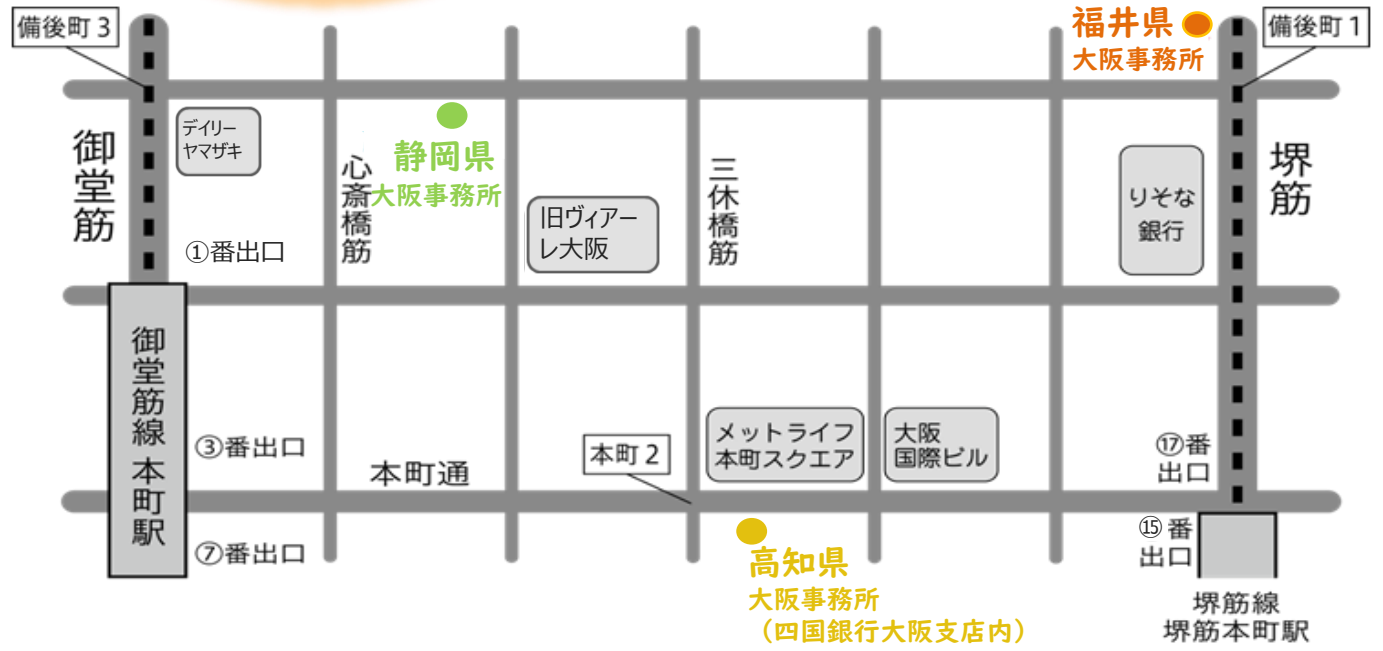 備後町3
福井県
大阪事務所
備後町1
御堂筋
デイリー
ヤマザキ
心斎橋筋
静岡県
大阪事務所
旧ヴィアー
レ大阪
三休橋筋
りそな
銀行
堺筋
①番出口
御堂筋線 本町駅
③番出口
本町通
本町2
メットライフ
本町スクエア
大阪
国際ビル
⑰番
出口
⑦番出口
高知県
大阪事務所
（四国銀行大阪支店内）
⑮番
出口
堺筋線
堺筋本町駅